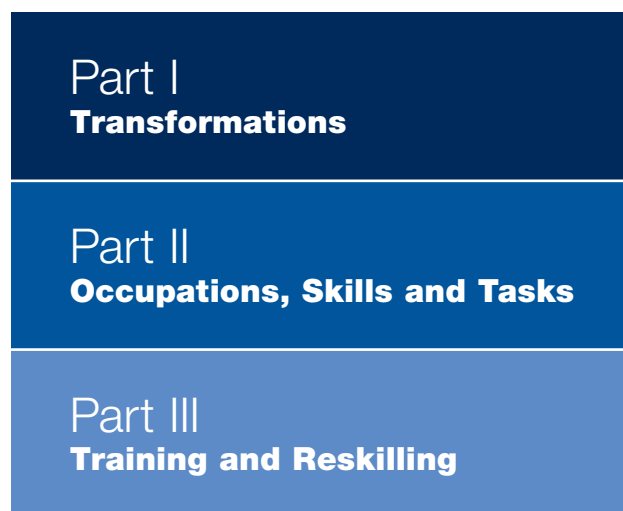 Part I
Transformations
Part II
Occupations, Skills and Tasks
Part III
Training and Reskilling